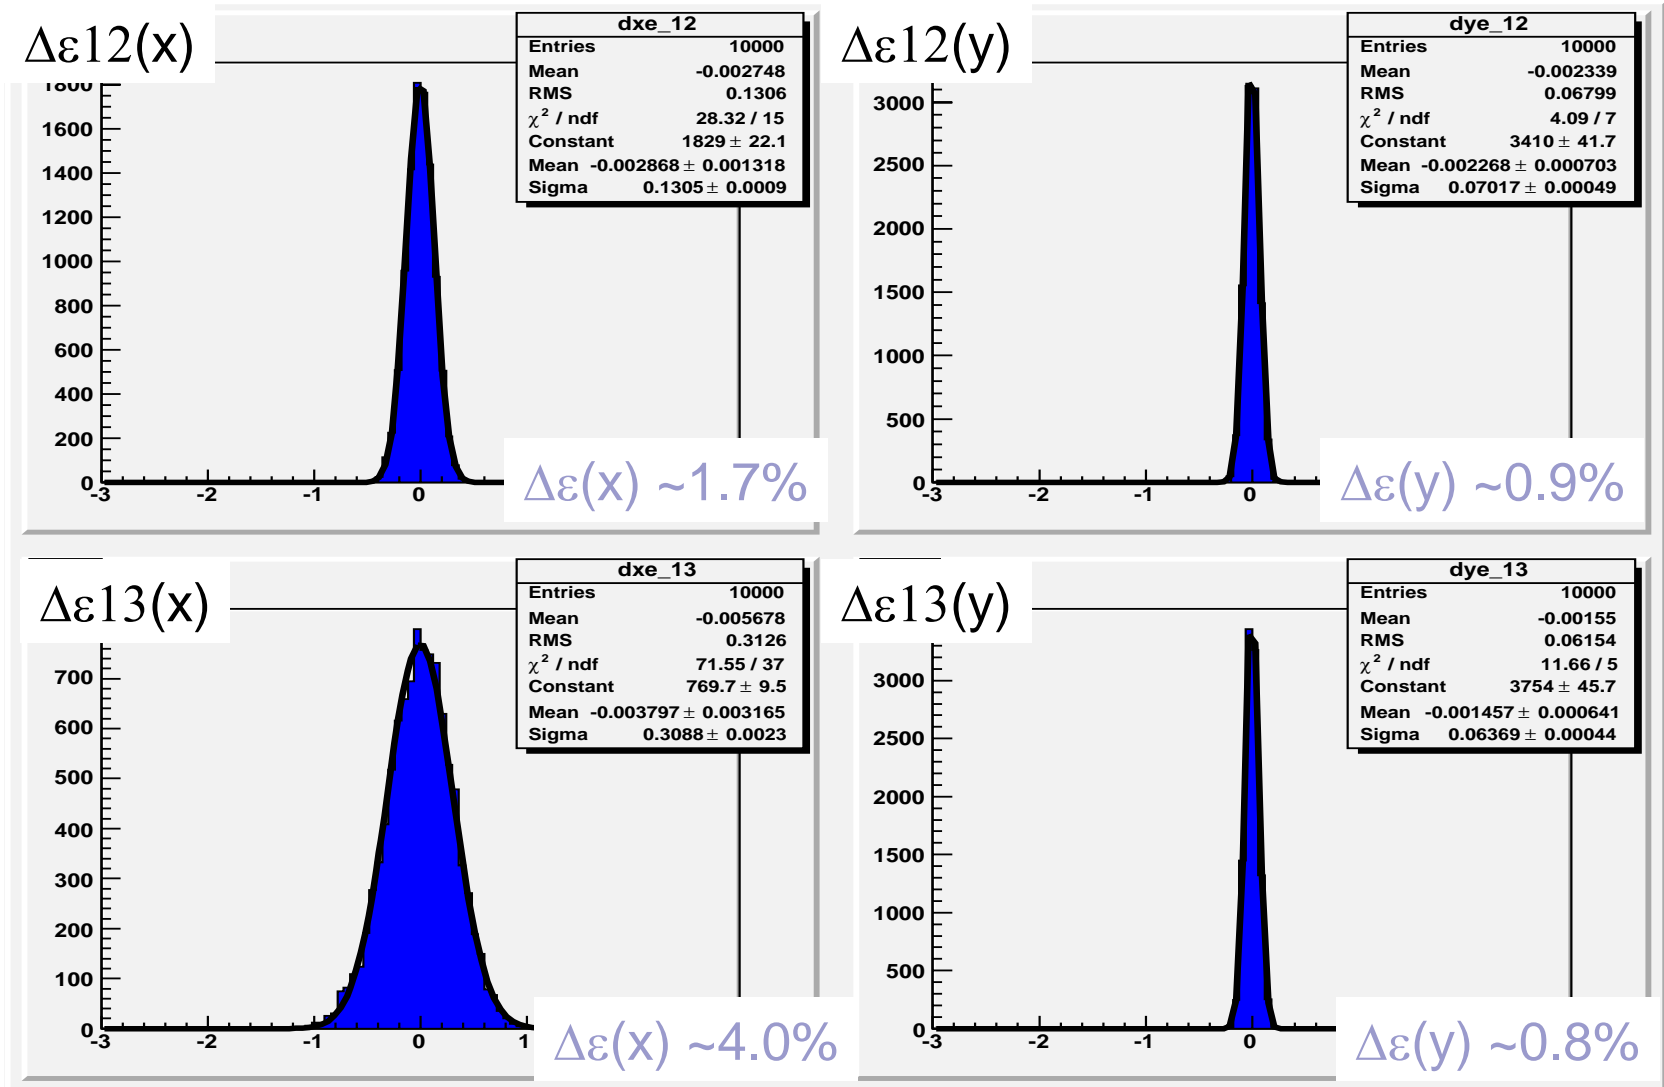 Δε12(x)
dxe_12
Entries 10000
Mean -0.002748
RMS 0.1306
χ² / ndf 28.32 / 15
Constant 1829 ± 22.1
Mean -0.002868 ± 0.001318
Sigma 0.1305 ± 0.0009
1800
1600
1400
1200
1000
800
600
400
200
0
-3 -2 -1 0
Δε(x) ~1.7%
Δε12(y)
dye_12
Entries 10000
Mean -0.002339
RMS 0.06799
χ² / ndf 4.09 / 7
Constant 3410 ± 41.7
Mean -0.002268 ± 0.000703
Sigma 0.07017 ± 0.00049
3000
2500
2000
1500
1000
500
0
-3 -2 -1 0
Δε(y) ~0.9%
Δε13(x)
dxe_13
Entries 10000
Mean -0.005678
RMS 0.3126
χ² / ndf 71.55 / 37
Constant 769.7 ± 9.5
Mean -0.003797 ± 0.003165
Sigma 0.3088 ± 0.0023
700
600
500
400
300
200
100
0
-3 -2 -1 0 1
Δε(x) ~4.0%
Δε13(y)
dye_13
Entries 10000
Mean -0.00155
RMS 0.06154
χ² / ndf 11.66 / 5
Constant 3754 ± 45.7
Mean -0.001457 ± 0.000641
Sigma 0.06369 ± 0.00044
3000
2500
2000
1500
1000
500
0
-3 -2 -1 0
Δε(y) ~0.8%